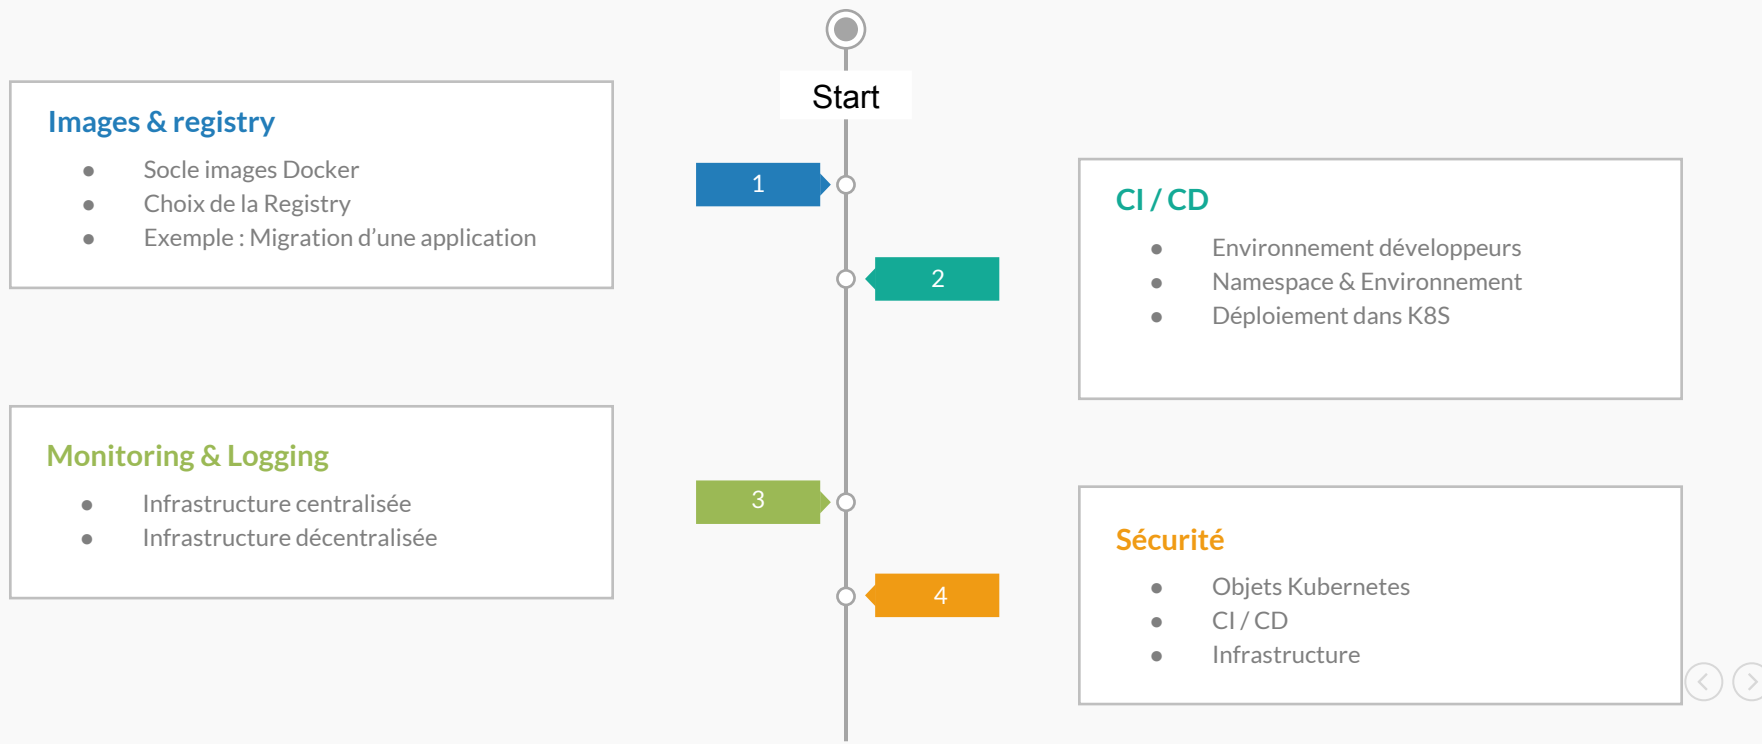 Start
1
Images & registry
● Socle images Docker
● Choix de la Registry
● Exemple : Migration d’une application
2
CI / CD
● Environnement développeurs
● Namespace & Environnement
● Déploiement dans K8S
3
Monitoring & Logging
● Infrastructure centralisée
● Infrastructure décentralisée
4
Sécurité
● Objets Kubernetes
● CI / CD
● Infrastructure